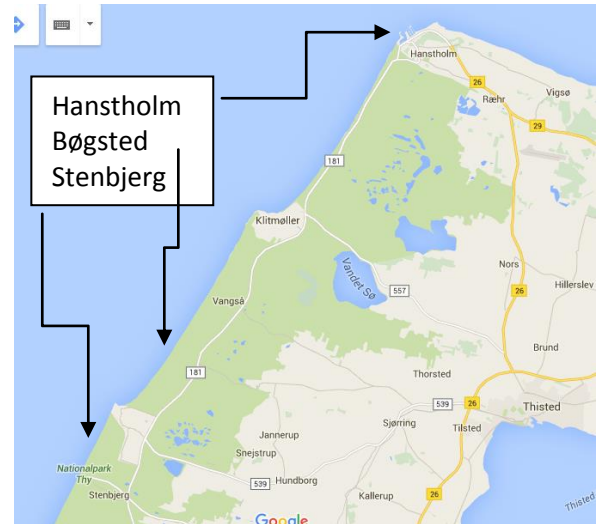 Hanstholm
Bøgsted
Stenbjerg
Hanstholm
26
Ræhr
Vigsø
29
181
Klitmøller
Vandet Sø
557
Nors
Hillerslev
26
Vangså
Brund
181
Thorsted
539
26
Thisted
Sjørring
Tilsted
Jannerup
Snejstrup
Nationalpark
Thy
539
Hundborg
Stenbjerg
Kallerup
26
Thisted
Google